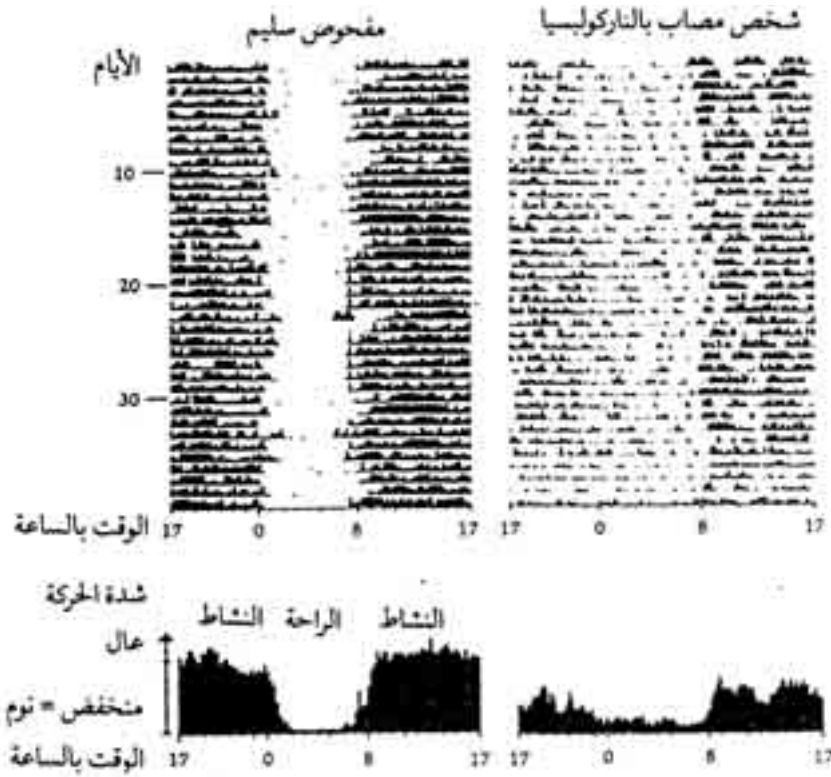 مفحوص سليم
شخص مصاب بالناركولبسيا
الأيام
10
20
30
الوقت بالساعة
17 0 8 17
17 0 8 17
شدة الحركة
النشاط الراحة النشاط
عال
منخفض = نوم
الوقت بالساعة
17 0 8 17
17 0 8 17